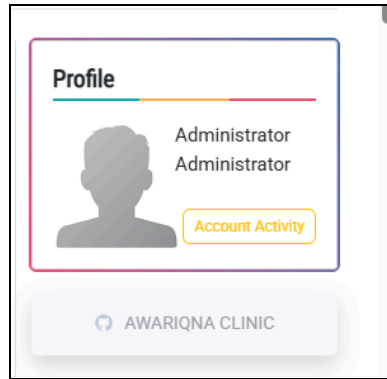 Profile
Administrator
Administrator
Account Activity
AWARIQNA CLINIC